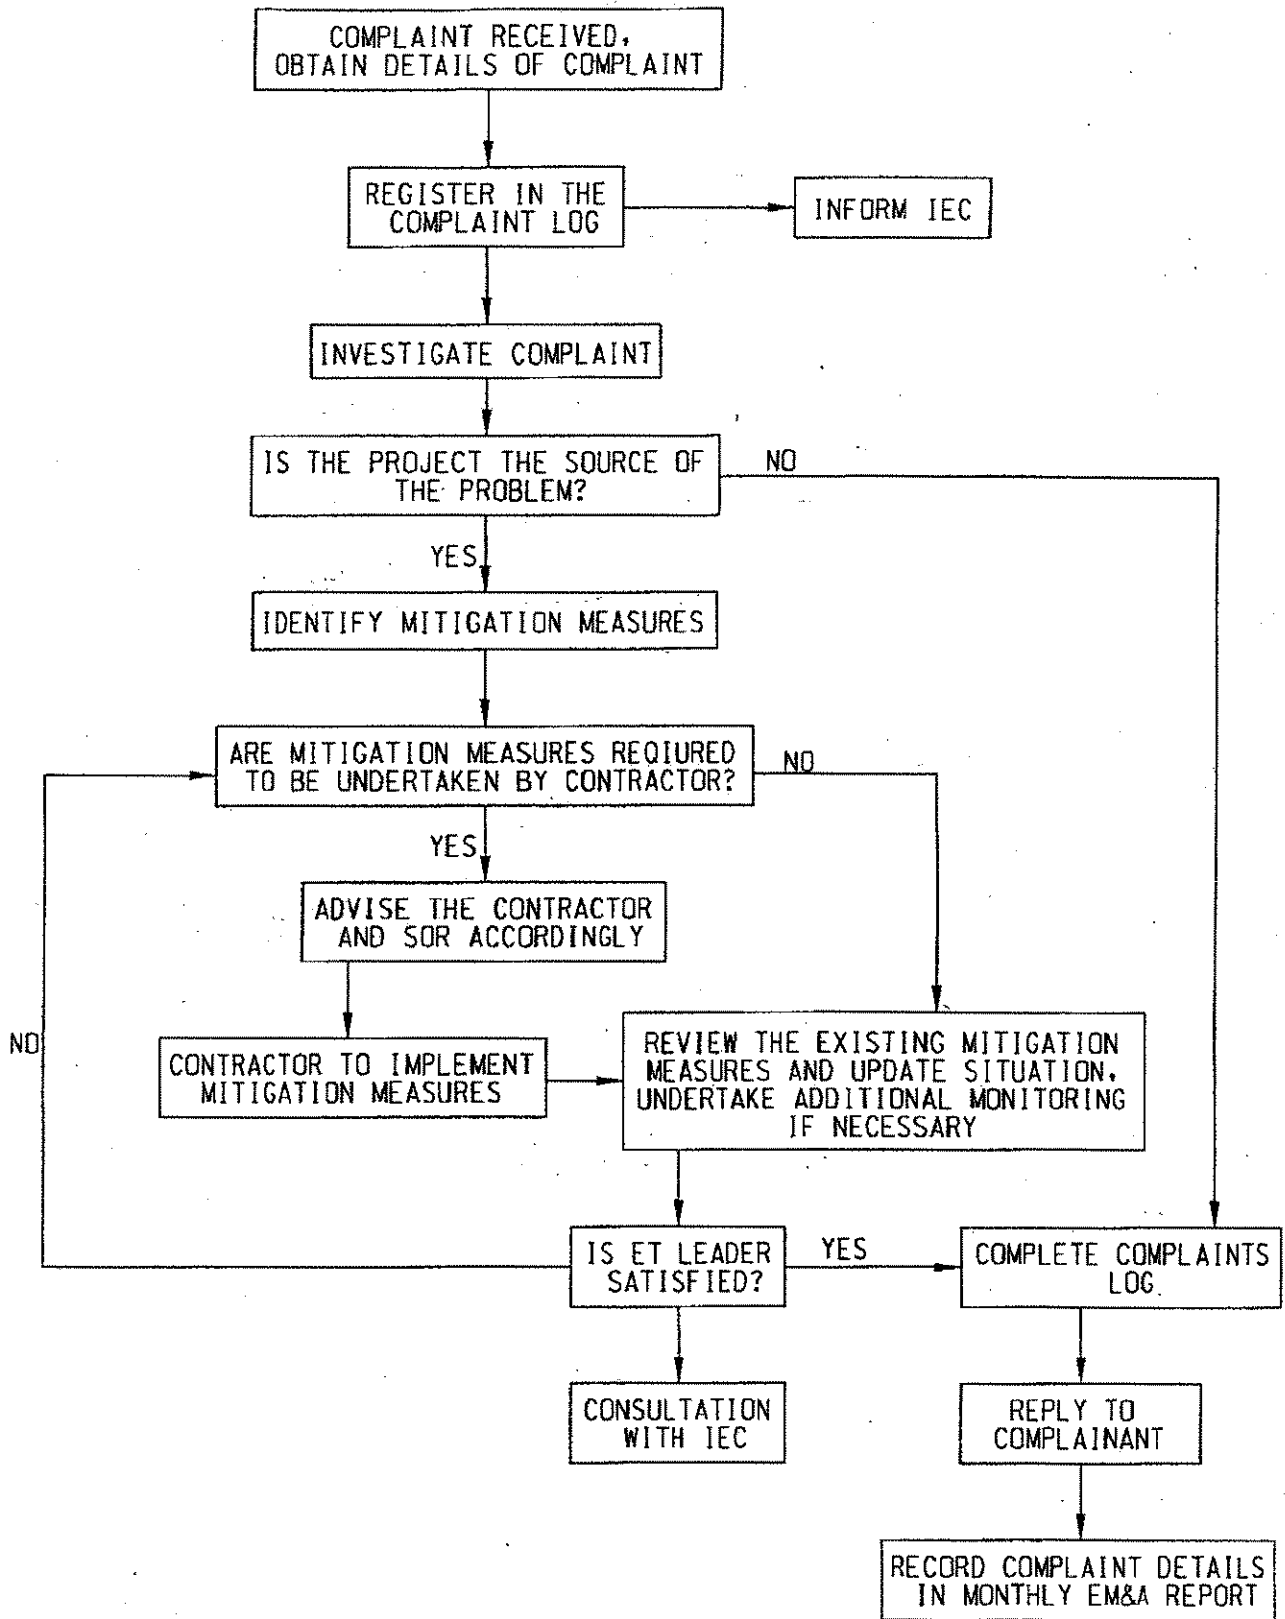 COMPLAINT RECEIVED,
OBTAIN DETAILS OF COMPLAINT
REGISTER IN THE
COMPLAINT LOG
INFORM IEC
INVESTIGATE COMPLAINT
IS THE PROJECT THE SOURCE OF
THE PROBLEM?
NO
YES
IDENTIFY MITIGATION MEASURES
ARE MITIGATION MEASURES REQIURED
TO BE UNDERTAKEN BY CONTRACTOR?
NO
YES
ADVISE THE CONTRACTOR
AND SOR ACCORDINGLY
NO
CONTRACTOR TO IMPLEMENT
MITIGATION MEASURES
REVIEW THE EXISTING MITIGATION
MEASURES AND UPDATE SITUATION,
UNDERTAKE ADDITIONAL MONITORING
IF NECESSARY
IS ET LEADER
SATISFIED?
YES
COMPLETE COMPLAINTS
LOG
CONSULTATION
WITH IEC
REPLY TO
COMPLAINANT
RECORD COMPLAINT DETAILS
IN MONTHLY EM&A REPORT